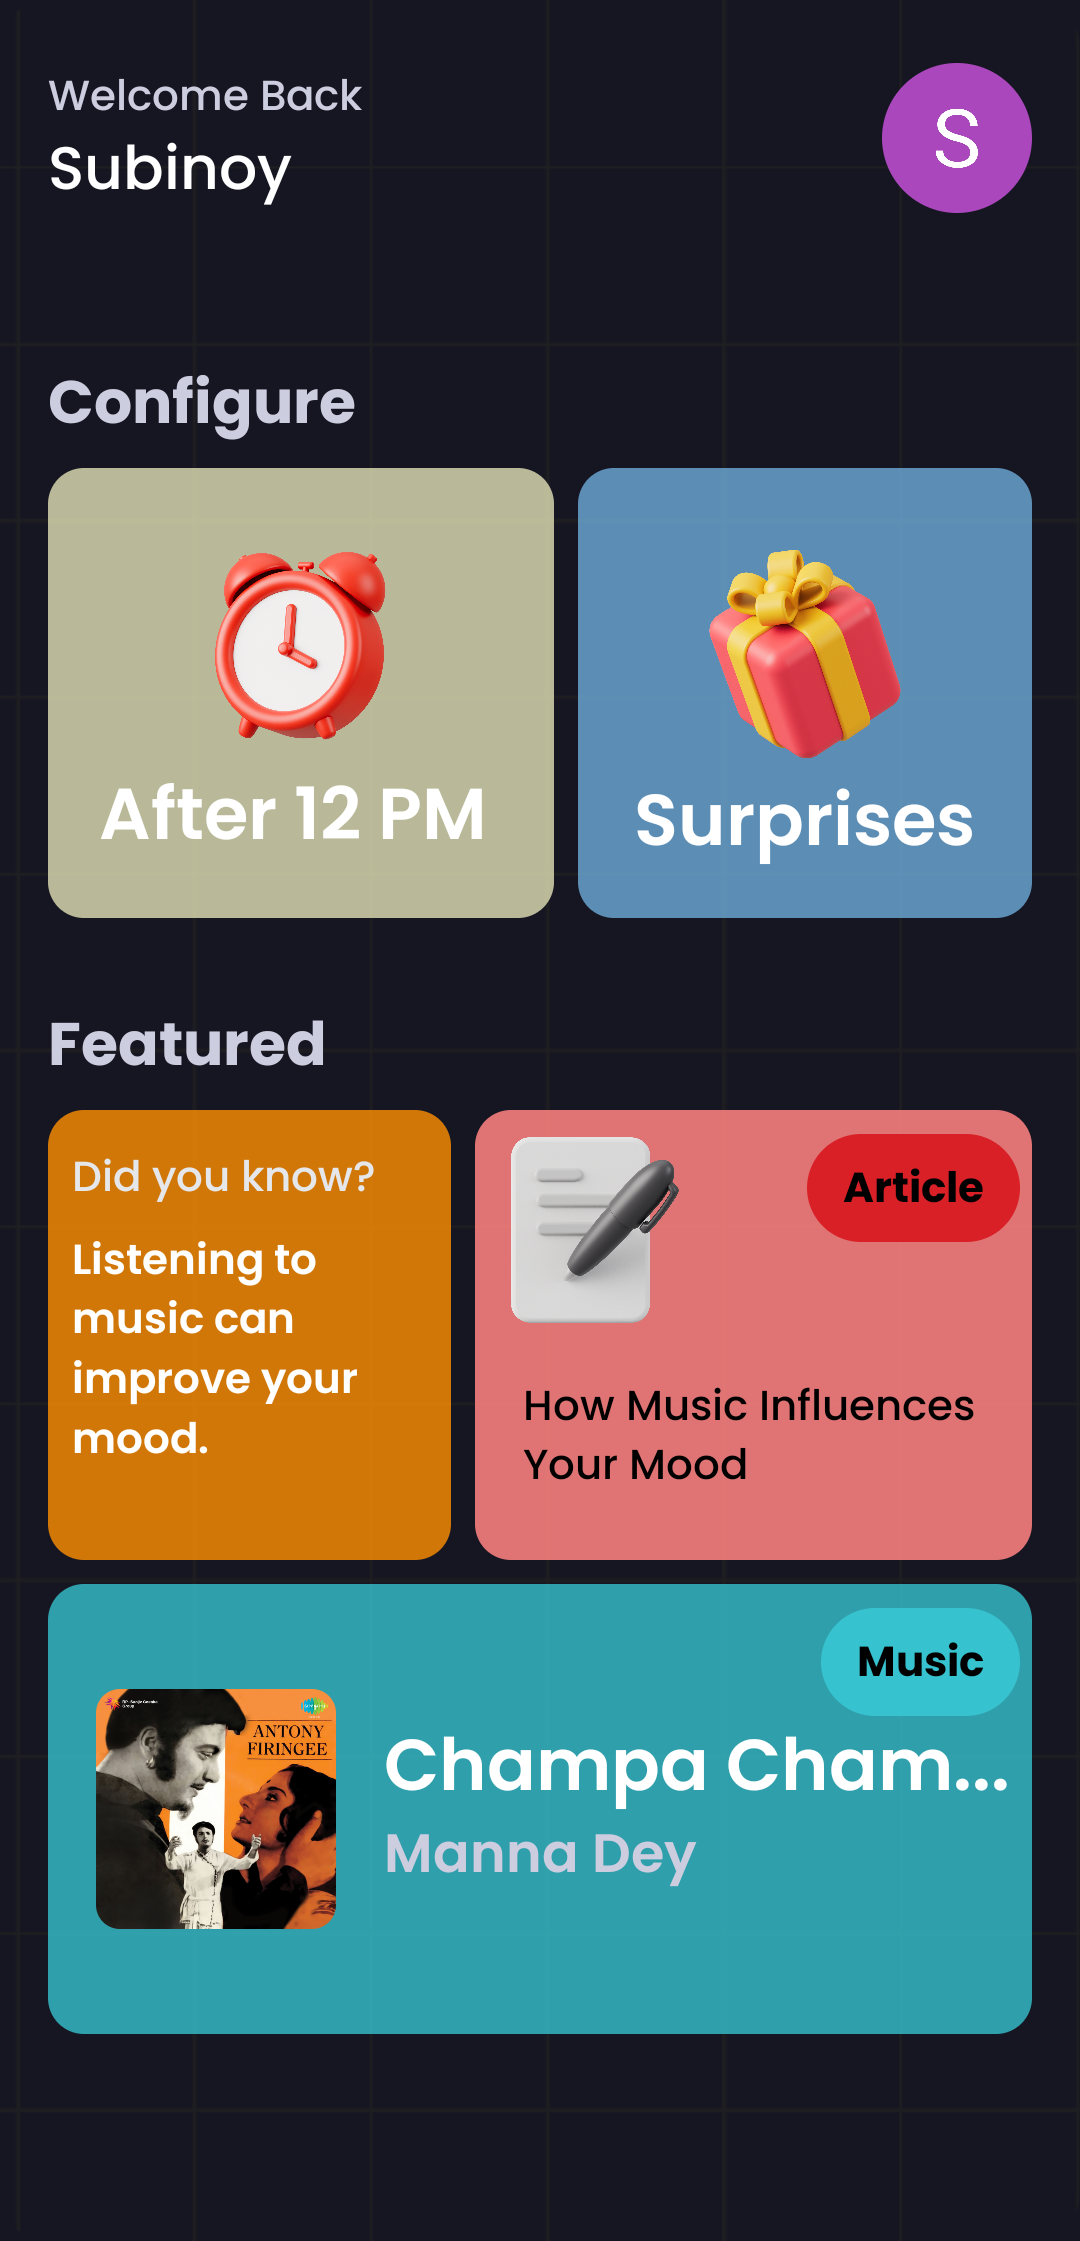 Welcome Back
Subinoy
S
Configure
After 12 PM
Surprises
Featured
Did you know?
Listening to
music can
improve your
mood.
Article
How Music Influences
Your Mood
Music
ANTONY
FIRINGEE
Champa Cham...
Manna Dey